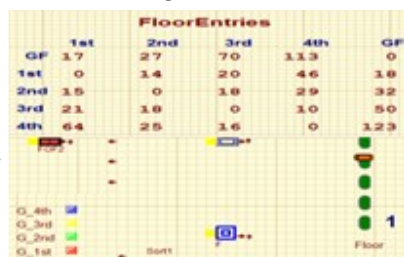 FloorEntries
1st 2nd 3rd 4th GF
GF 17 27 70 113 0
1st 0 14 20 46 18
2nd 15 0 18 29 32
3rd 21 18 0 10 50
4th 64 25 16 0 123
G_4th
G_3rd
G_2nd
G_1st
Sort1
F
1
Floor